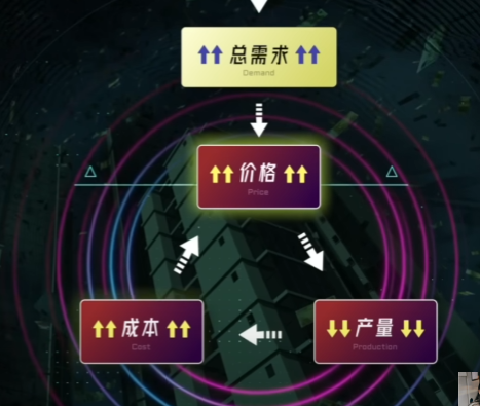 ↑↑总需求↑↑
Demand
↑↑价格↑↑
Price
↑↑成本↑↑
Cost
↓↓产量↓↓
Production